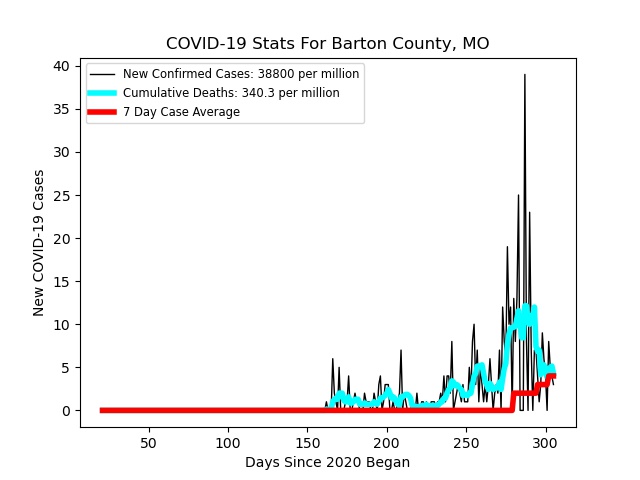 COVID-19 Stats For Barton County, MO
New Confirmed Cases: 38800 per million
Cumulative Deaths: 340.3 per million
7 Day Case Average
New COVID-19 Cases
40
35
30
25
20
15
10
5
0
50 100 150 200 250 300
Days Since 2020 Began